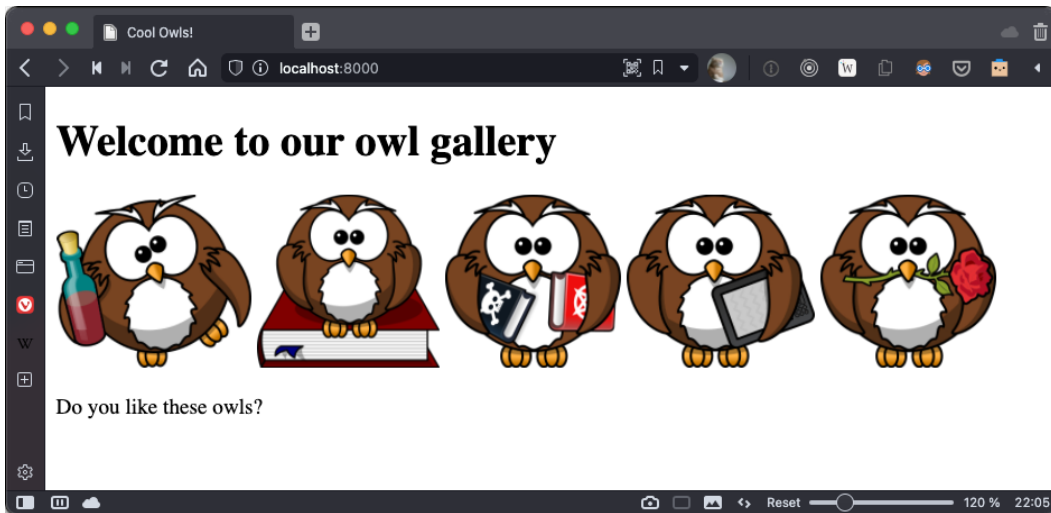 Cool Owls!
localhost:8000
W
Welcome to our owl gallery
W
Do you like these owls?
Reset
120 %
22:05